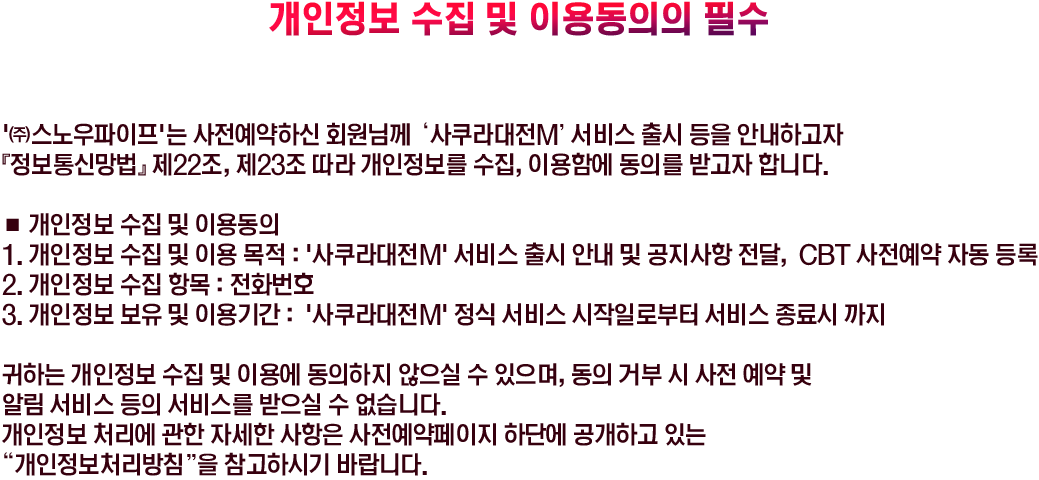 개인정보 수집 및 이용동의의 필수
'㈜스노우파이프'는 사전예약하신 회원님께 ‘사쿠라대전M’ 서비스 출시 등을 안내하고자
『정보통신망법』 제22조, 제23조 따라 개인정보를 수집, 이용함에 동의를 받고자 합니다.
■ 개인정보 수집 및 이용동의
1. 개인정보 수집 및 이용 목적 : '사쿠라대전M' 서비스 출시 안내 및 공지사항 전달, CBT 사전예약 자동 등록
2. 개인정보 수집 항목 : 전화번호
3. 개인정보 보유 및 이용기간 : '사쿠라대전M' 정식 서비스 시작일로부터 서비스 종료시 까지
귀하는 개인정보 수집 및 이용에 동의하지 않으실 수 있으며, 동의 거부 시 사전 예약 및
알림 서비스 등의 서비스를 받으실 수 없습니다.
개인정보 처리에 관한 자세한 사항은 사전예약페이지 하단에 공개하고 있는
“개인정보처리방침”을 참고하시기 바랍니다.